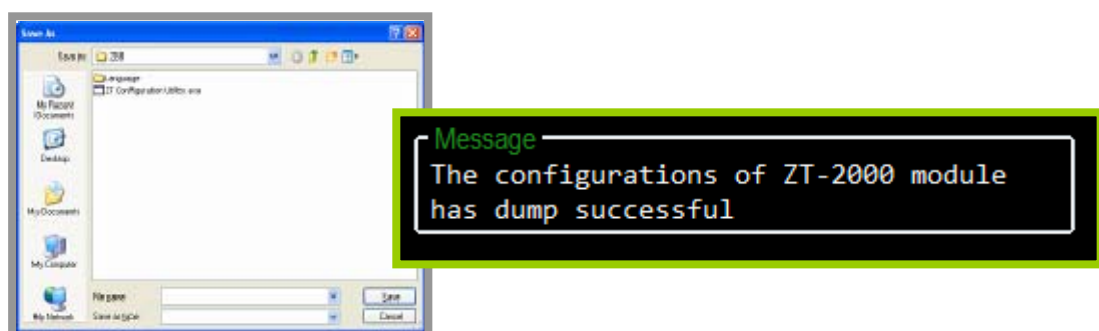 Save As
Save in:
Language
ZT Configuration Utility.exe
My Recent
Documents
Desktop
My Documents
My Computer
My Network
File name:
Save as type:
Save
Cancel
Message
The configurations of ZT-2000 module
has dump successful